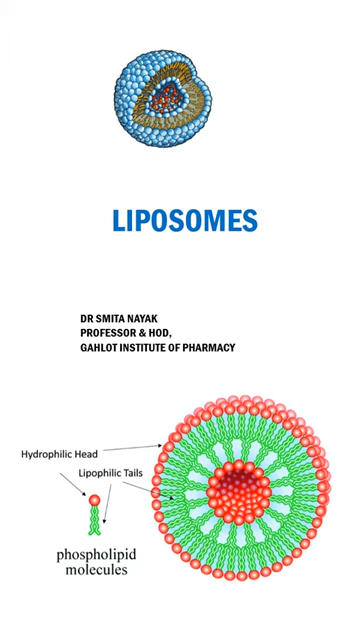 LIPOSOMES
DR SMITA NAYAK
PROFESSOR & HOD,
GAHLOT INSTITUTE OF PHARMACY
Hydrophilic Head
Lipophilic Tails
phospholipid
molecules